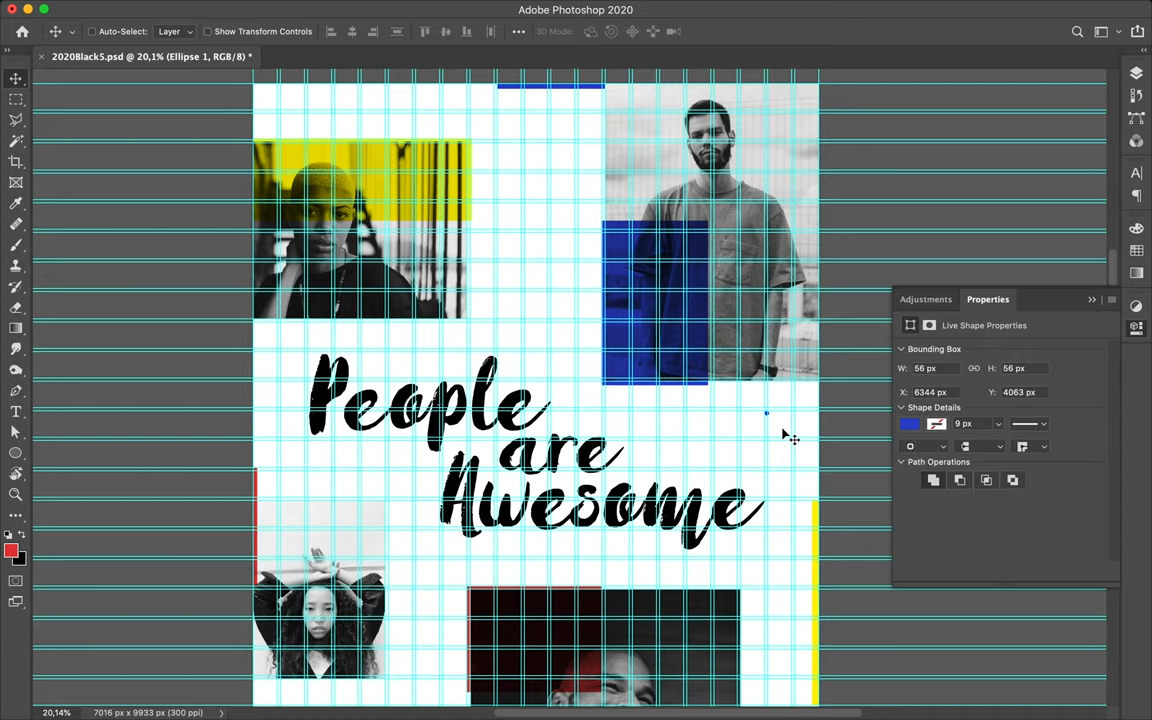 Adobe Photoshop 2020
Auto-Select: Layer Show Transform Controls 3D Mode:
2020Black5.psd @ 20,1% (Ellipse 1, RGB/8) *
Adjustments Properties
Live Shape Properties
Bounding Box
W: 56 px H: 56 px
X: 6344 px Y: 4063 px
Shape Details
9 px
Path Operations
People
are
Awesome
20,14% 7016 px x 9933 px (300 ppi)